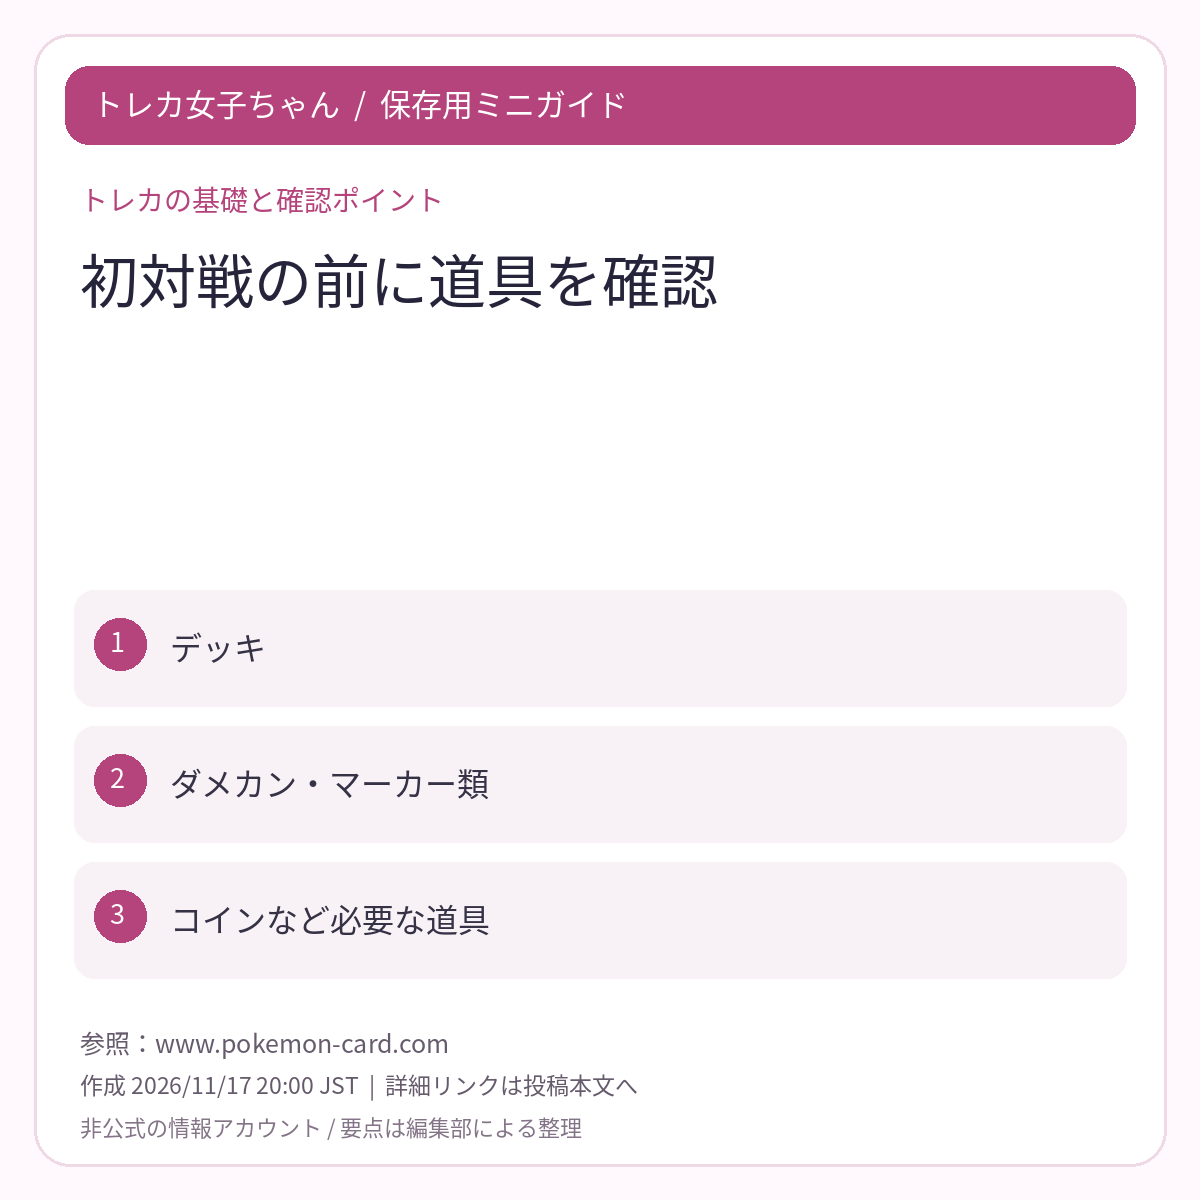 トレカ女子ちゃん / 保存用ミニガイド
トレカの基礎と確認ポイント
初対戦の前に道具を確認
1 デッキ
2 ダメカン・マーカー類
3 コインなど必要な道具
参照：www.pokemon-card.com
作成 2026/11/17 20:00 JST｜詳細リンクは投稿本文へ
非公式の情報アカウント / 要点は編集部による整理